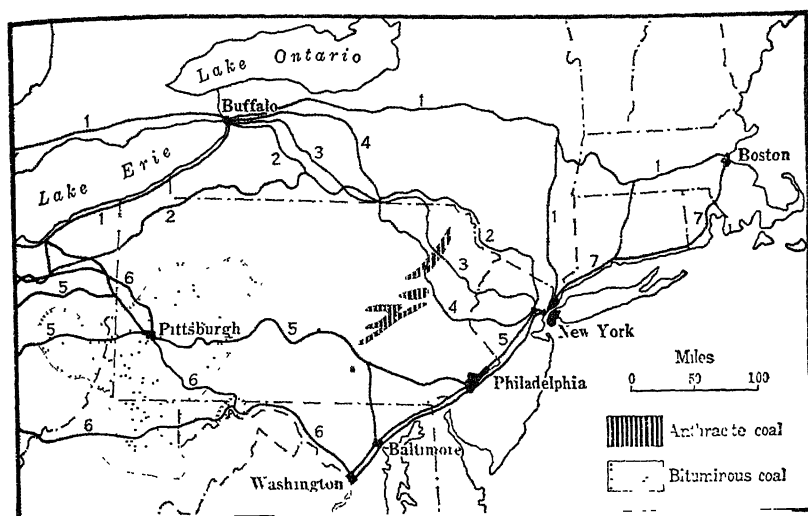 Lake Ontario
Buffalo
1
1
4
3
2
Lake Erie
1
Boston
2
1
2
1
7
7
6
3
4
5
5
Pittsburgh
5
New York
5
Miles
Philadelphia
0 50 100
6
6
6
Baltimore
Washington
Anthracite coal
Bituminous coal